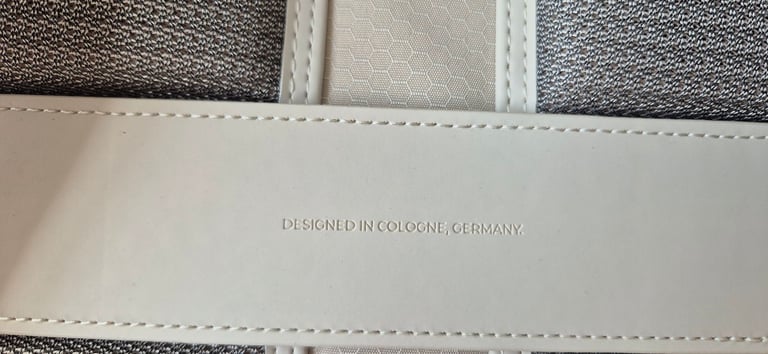 DESIGNED IN COLOGNE, GERMANY.